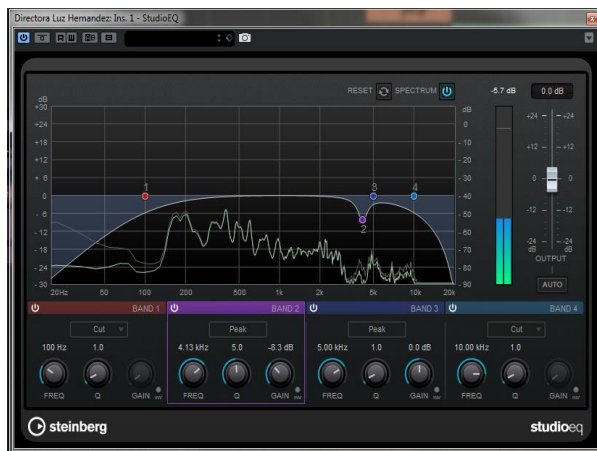 Directora Luz Hernandez: Ins. 1 - StudioEQ
R W
RESET SPECTRUM -5.7 dB 0.0 dB
dB
+30 dB
+24 0 +24 +24
+18 -10
+12 -20 -12 -12
+6 -30
0 1 3 4 -40 0 0
-6 2 -50
-12 -60 -12 -12
-18 -70
-24 -80 -24 -24
dB dB
-30 -90 OUTPUT
20Hz 50 100 200 500 1k 2k 5k 10k 20k AUTO
BAND 1 BAND 2 BAND 3 BAND 4
Cut Peak Peak Cut
100 Hz 1.0 4.13 kHz 5.0 -8.3 dB 5.00 kHz 1.0 0.0 dB 10.00 kHz 1.0
FREQ Q GAIN INV FREQ Q GAIN INV FREQ Q GAIN INV FREQ Q GAIN INV
steinberg studioeq